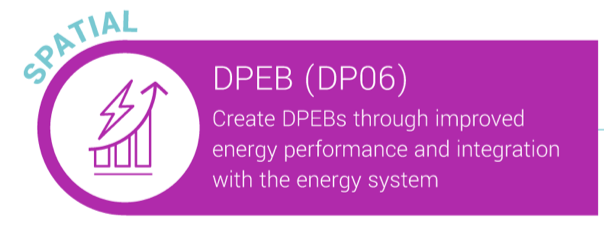 SPATIAL
DPEB (DP06)
Create DPEBs through improved
energy performance and integration
with the energy system